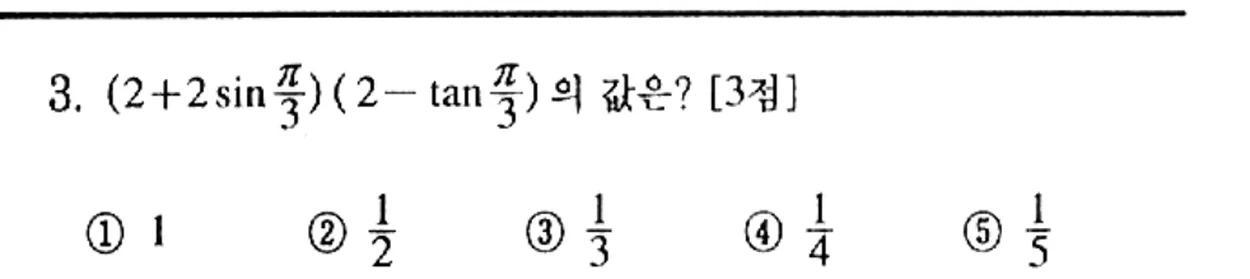 3. (2+2 sin π/3)(2− tan π/3)의 값은? [3점]
① 1 ② 1/2 ③ 1/3 ④ 1/4 ⑤ 1/5